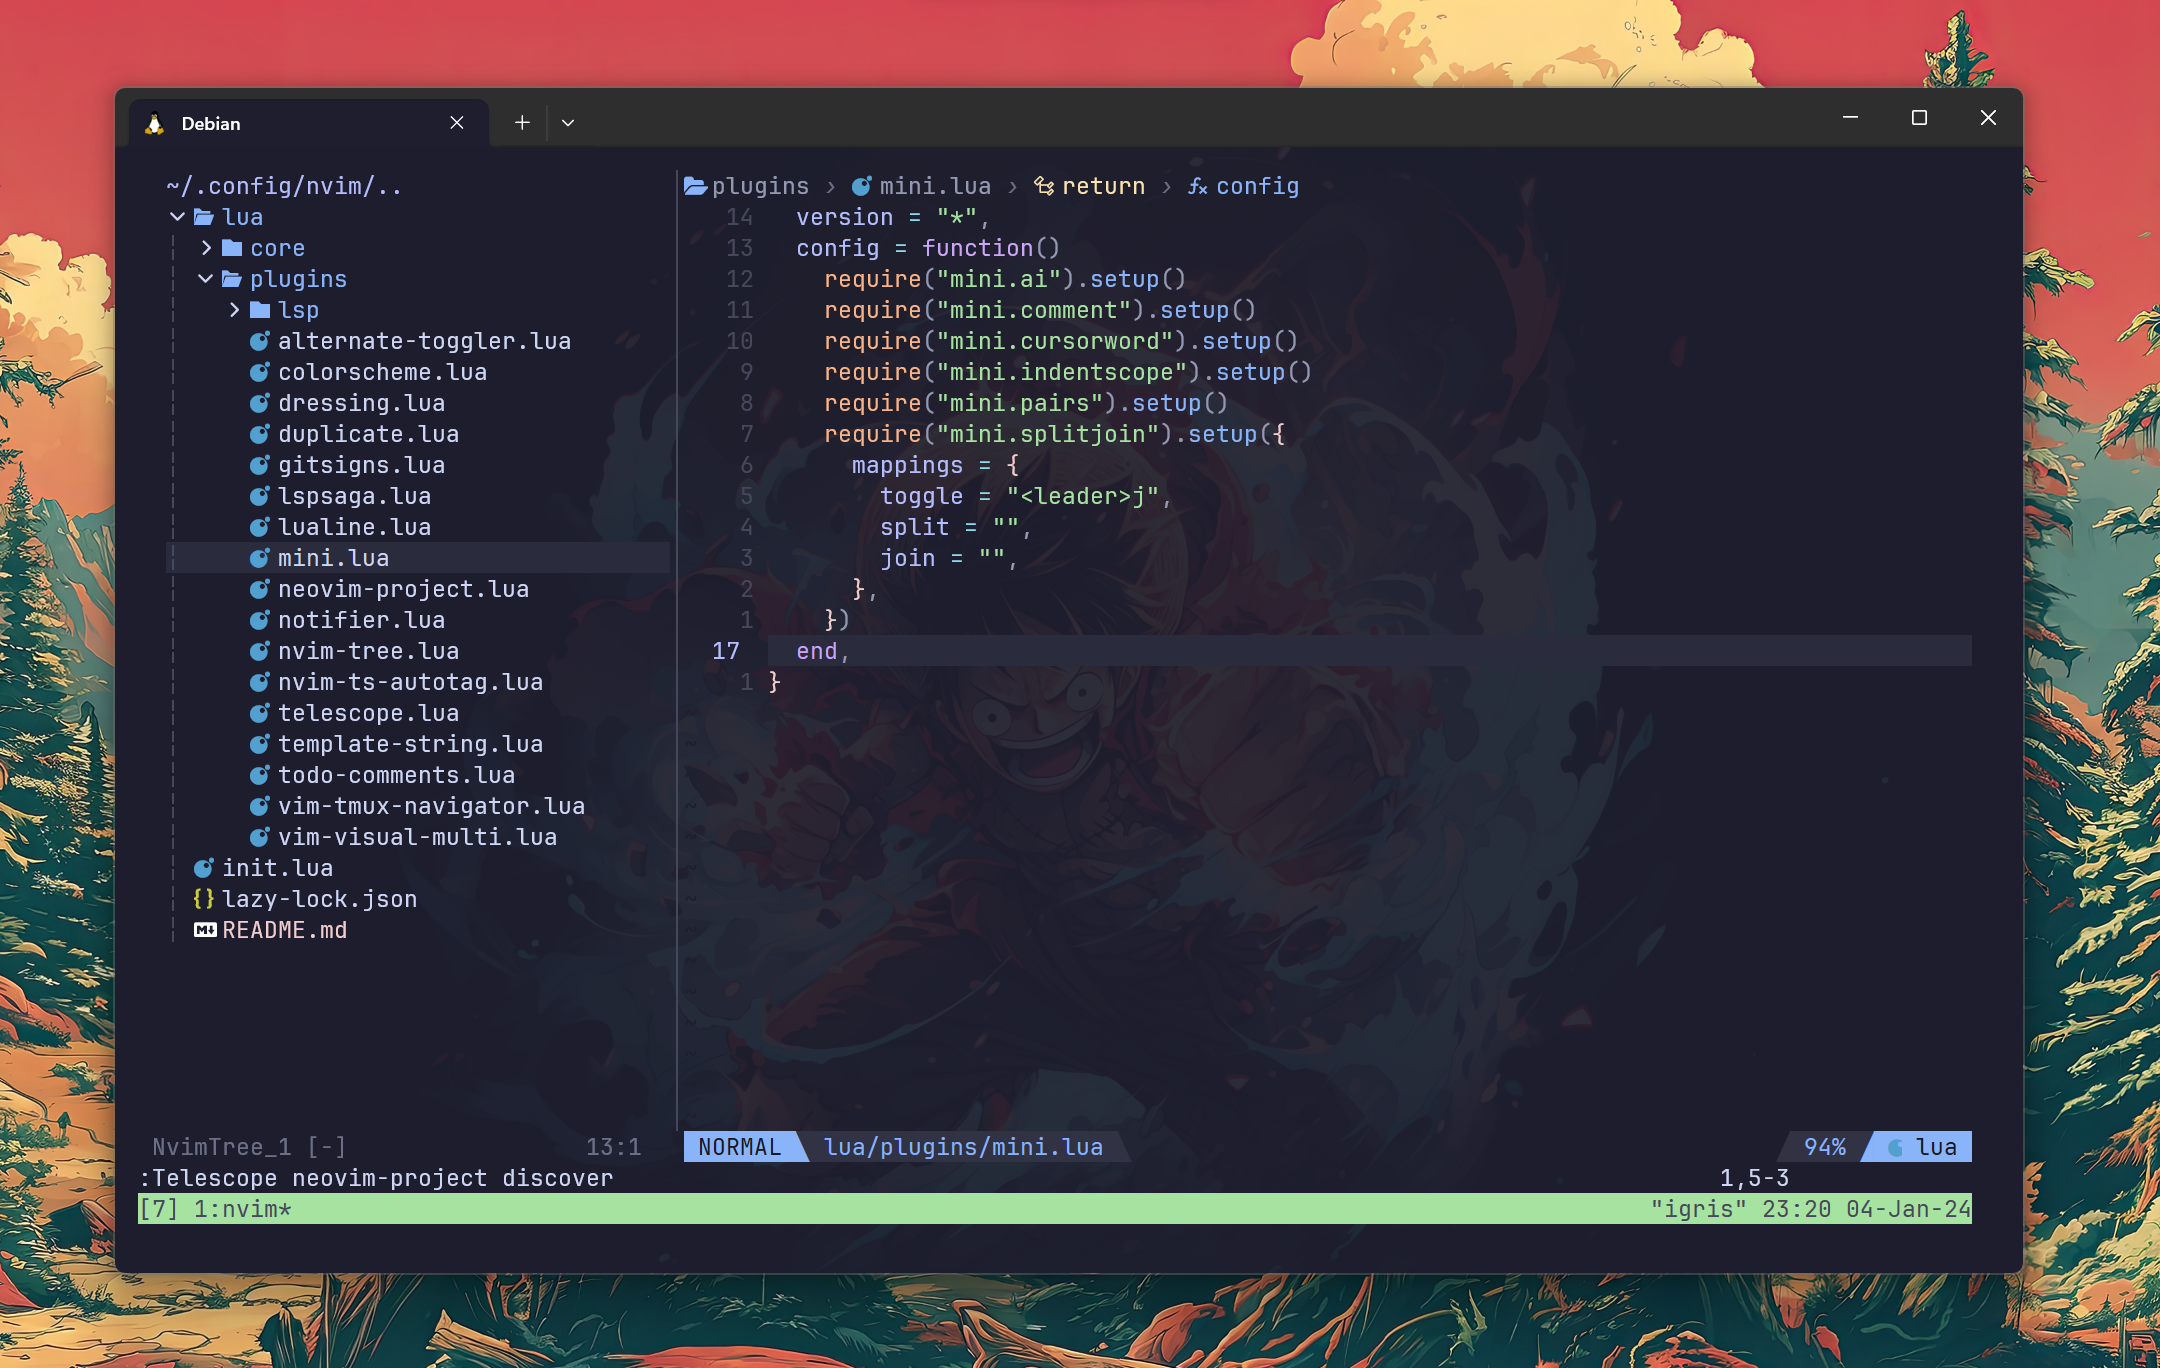 Debian
~/.config/nvim/..
lua
core
plugins
lsp
alternate-toggler.lua
colorscheme.lua
dressing.lua
duplicate.lua
gitsigns.lua
lspsaga.lua
lualine.lua
mini.lua
neovim-project.lua
notifier.lua
nvim-tree.lua
nvim-ts-autotag.lua
telescope.lua
template-string.lua
todo-comments.lua
vim-tmux-navigator.lua
vim-visual-multi.lua
init.lua
{} lazy-lock.json
README.md
plugins › mini.lua › return › fx config
14 version = "*",
13 config = function()
12 require("mini.ai").setup()
11 require("mini.comment").setup()
10 require("mini.cursorword").setup()
9 require("mini.indentscope").setup()
8 require("mini.pairs").setup()
7 require("mini.splitjoin").setup({
6 mappings = {
5 toggle = "<leader>j",
4 split = "",
3 join = "",
2 },
1 })
17 end,
1 }
NvimTree_1 [-] 13:1
NORMAL lua/plugins/mini.lua 94% lua
:Telescope neovim-project discover 1,5-3
[7] 1:nvim* "igris" 23:20 04-Jan-24